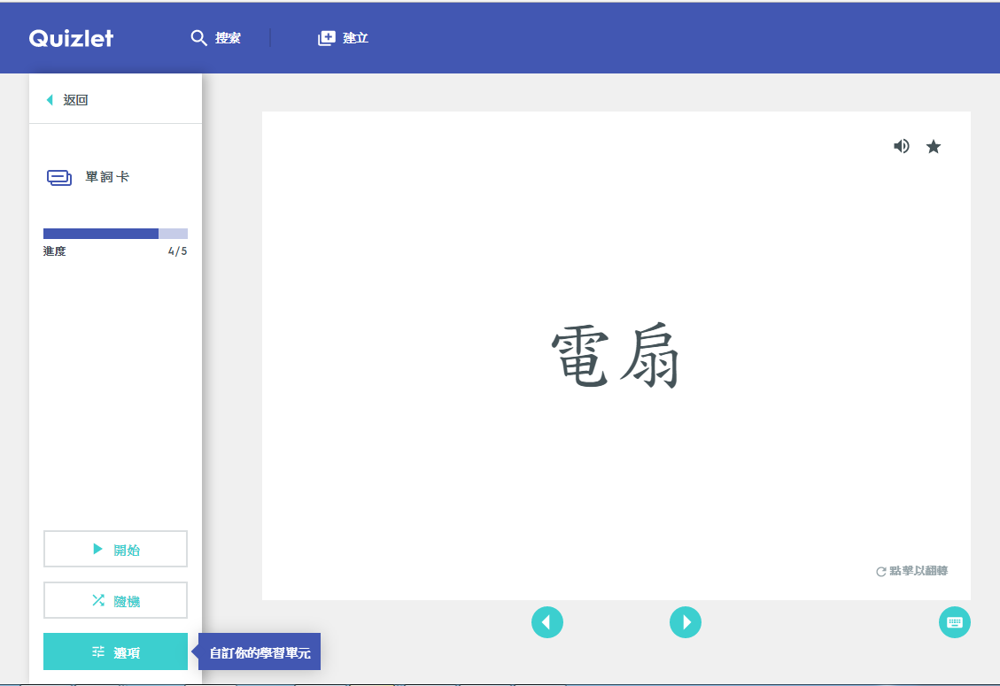 Quizlet
搜索
建立
返回
單詞卡
進度 4/5
電扇
點擊以翻轉
開始
隨機
選項
自訂你的學習單元